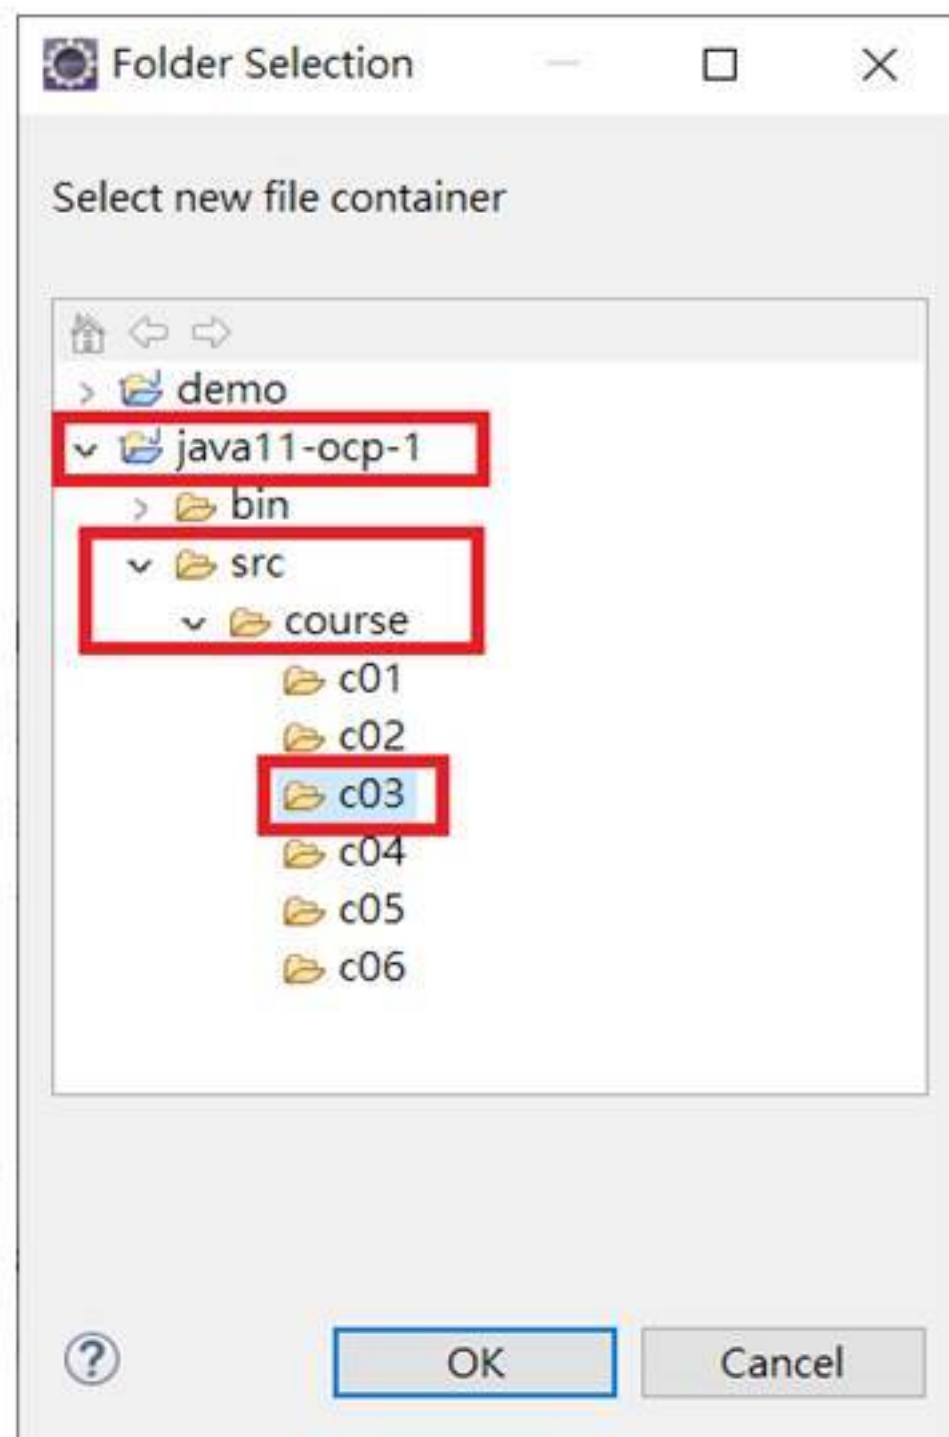 Folder Selection
Select new file container
demo
java11-ocp-1
bin
src
course
c01
c02
c03
c04
c05
c06
?
OK
Cancel